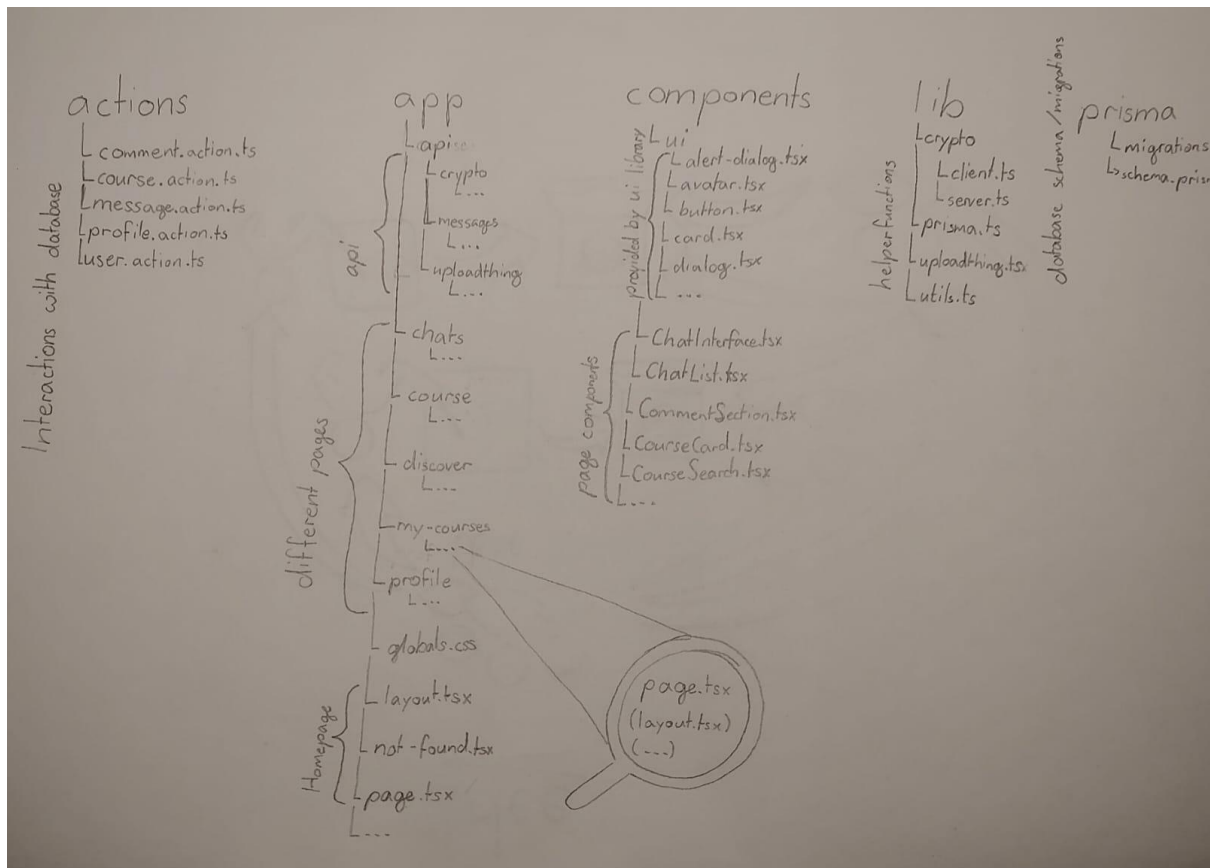 actions
comment.action.ts
course.action.ts
message.action.ts
profile.action.ts
user.action.ts
Interactions with database
app
api
crypto
...
messages
...
uploadthing
...
api
chats
...
course
...
discover
...
my-courses
...
profile
...
different pages
globals.css
layout.tsx
not-found.tsx
page.tsx
...
Homepage
page.tsx
(layout.tsx)
(...)
components
ui
alert-dialog.tsx
avatar.tsx
button.tsx
card.tsx
dialog.tsx
...
provided by ui library
ChatInterface.tsx
ChatList.tsx
CommentSection.tsx
CourseCard.tsx
CourseSearch.tsx
...
page components
lib
crypto
client.ts
server.ts
prisma.ts
uploadthing.tsx
utils.ts
helperfunctions
prisma
migrations
schema.pris
database schema/migrations